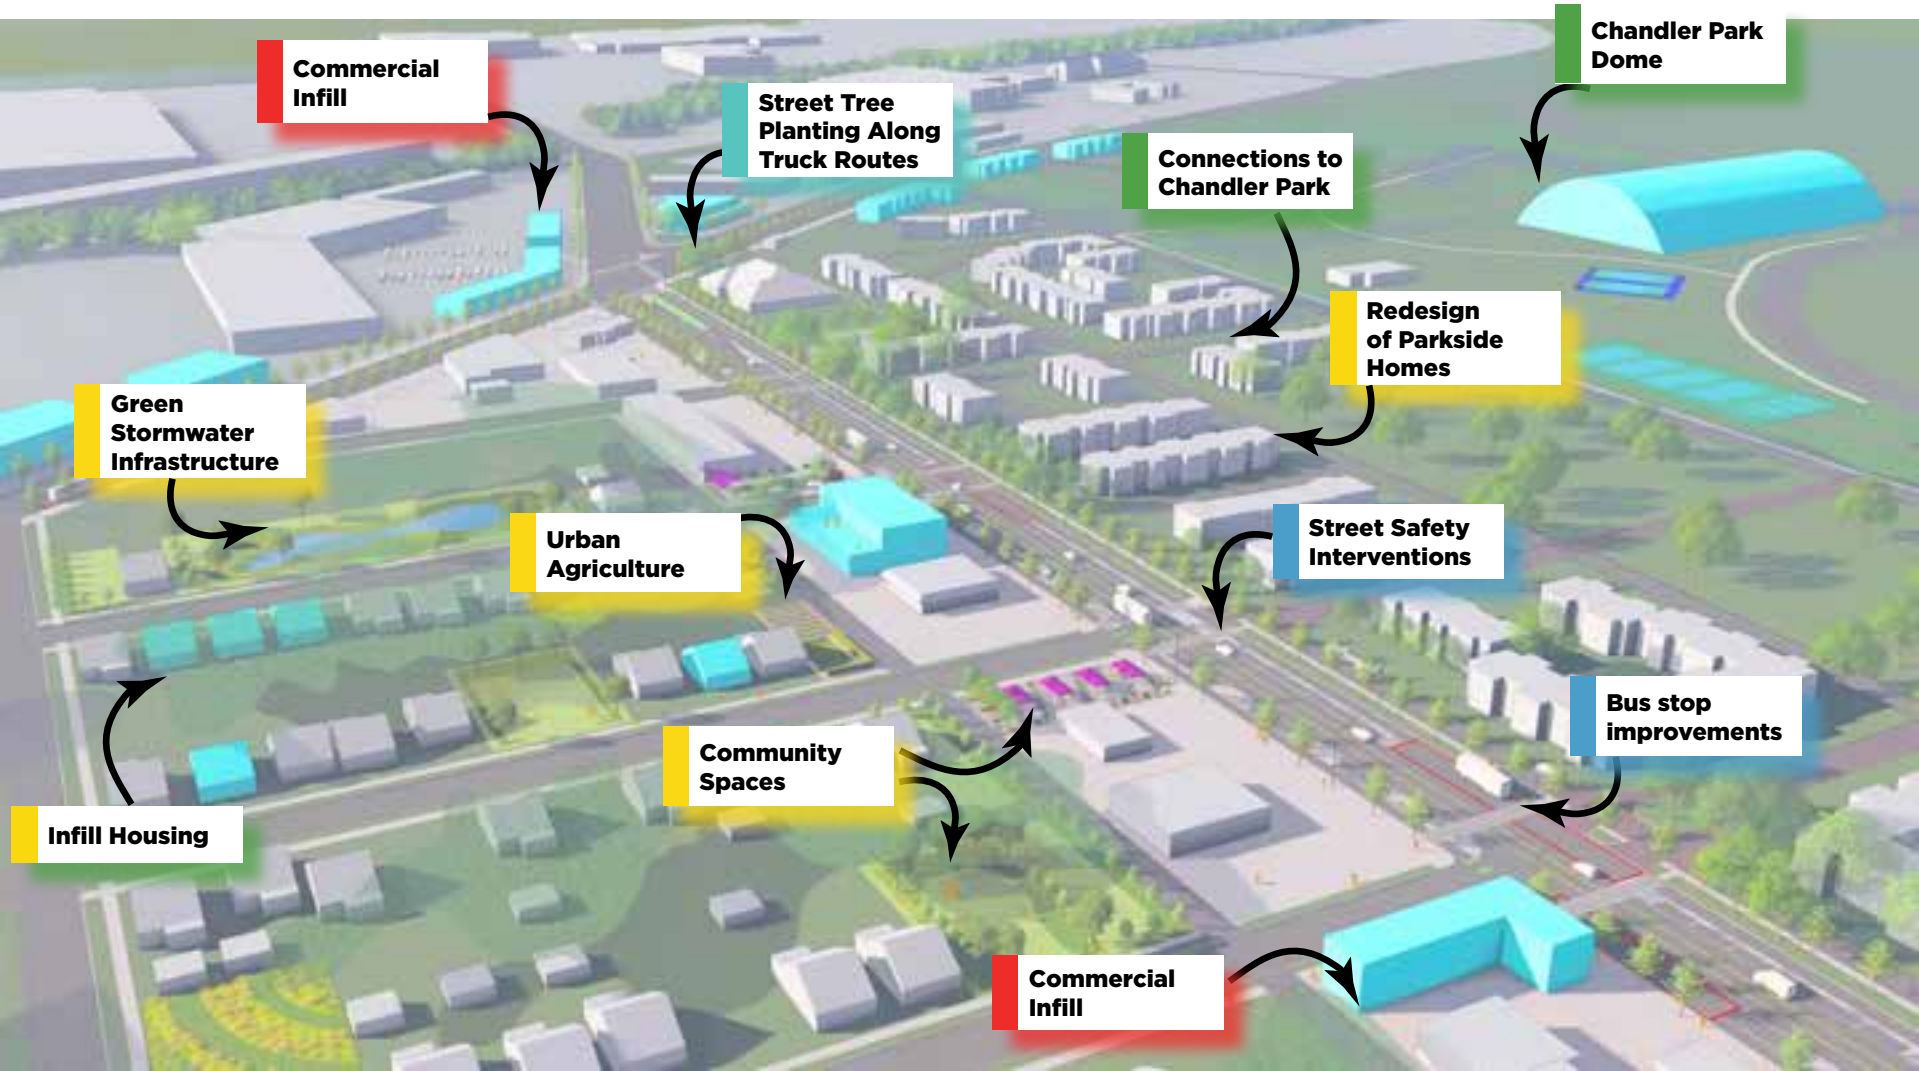 Chandler Park
Dome
Commercial
Infill
Street Tree
Planting Along
Truck Routes
Connections to
Chandler Park
Redesign
of Parkside
Homes
Green
Stormwater
Infrastructure
Urban
Agriculture
Street Safety
Interventions
Bus stop
improvements
Community
Spaces
Infill Housing
Commercial
Infill